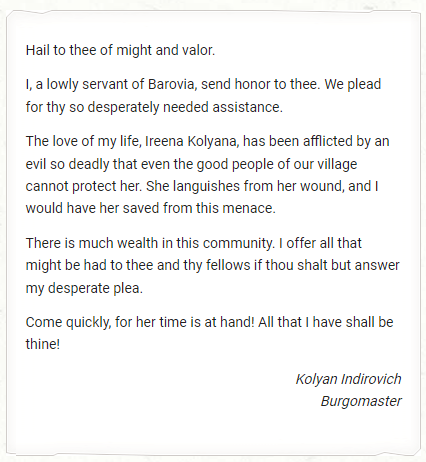 Hail to thee of might and valor.
I, a lowly servant of Barovia, send honor to thee. We plead
for thy so desperately needed assistance.
The love of my life, Ireena Kolyana, has been afflicted by an
evil so deadly that even the good people of our village
cannot protect her. She languishes from her wound, and I
would have her saved from this menace.
There is much wealth in this community. I offer all that
might be had to thee and thy fellows if thou shalt but answer
my desperate plea.
Come quickly, for her time is at hand! All that I have shall be
thine!
Kolyan Indirovich
Burgomaster